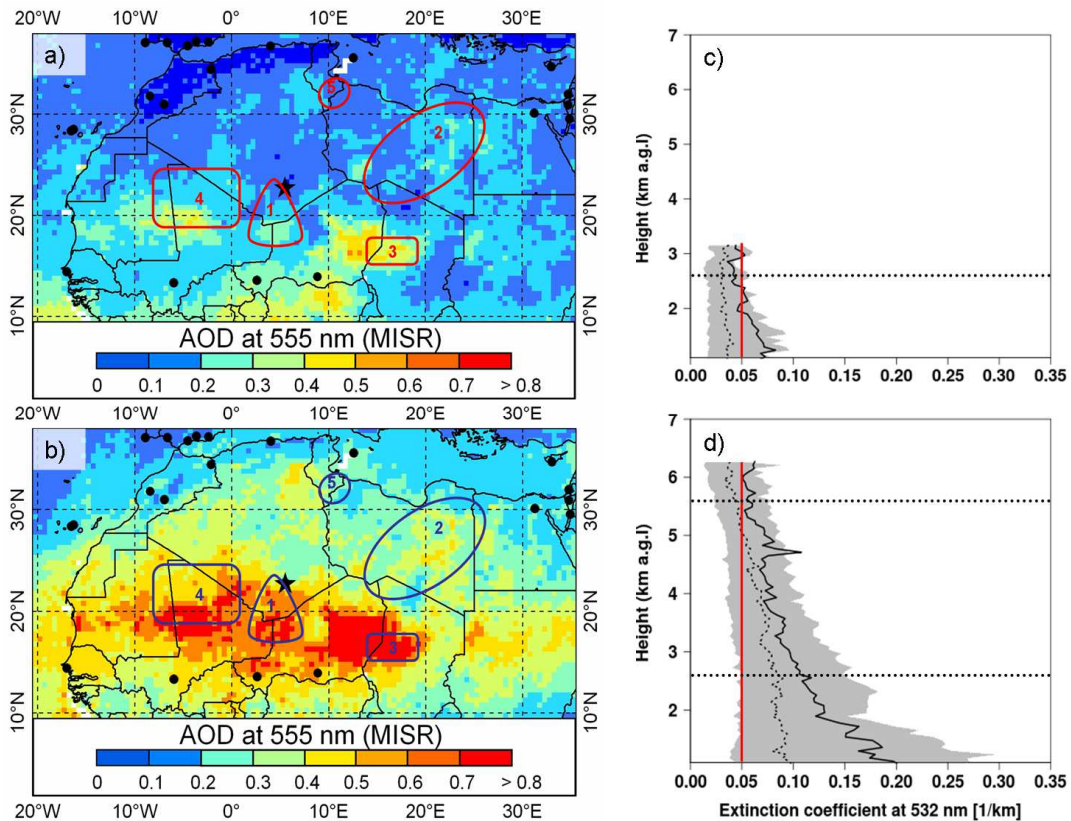 20°W 10°W 0° 10°E 20°E 30°E
a)
5
2
4
1
3
30°N 30°N
20°N 20°N
10°N 10°N
AOD at 555 nm (MISR)
0 0.1 0.2 0.3 0.4 0.5 0.6 0.7 > 0.8
20°W 10°W 0° 10°E 20°E 30°E
b)
5
2
4
1
3
30°N 30°N
20°N 20°N
10°N 10°N
AOD at 555 nm (MISR)
0 0.1 0.2 0.3 0.4 0.5 0.6 0.7 > 0.8
20°W 10°W 0° 10°E 20°E 30°E
c)
Height (km a.g.l)
7
6
5
4
3
2
0.00 0.05 0.10 0.15 0.20 0.25 0.30 0.35
d)
Height (km a.g.l)
7
6
5
4
3
2
0.00 0.05 0.10 0.15 0.20 0.25 0.30 0.35
Extinction coefficient at 532 nm [1/km]